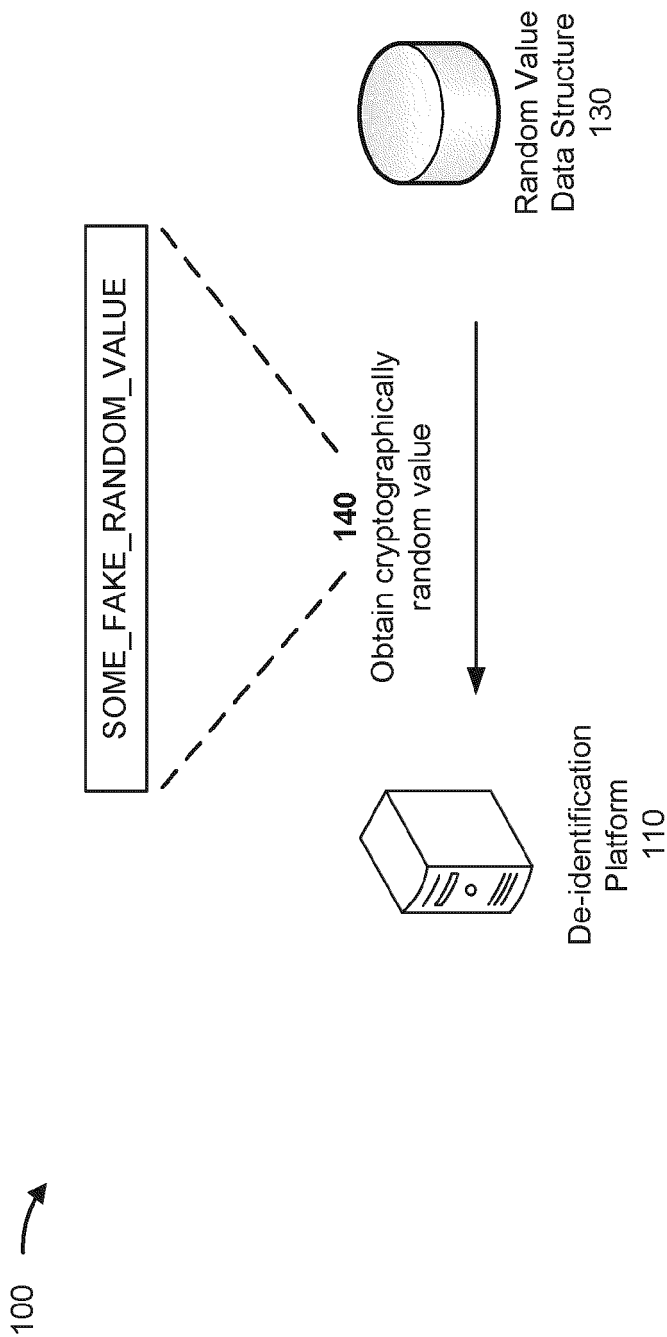 100
SOME_FAKE_RANDOM_VALUE
140
Obtain cryptographically
random value
De-identification
Platform
110
Random Value
Data Structure
130